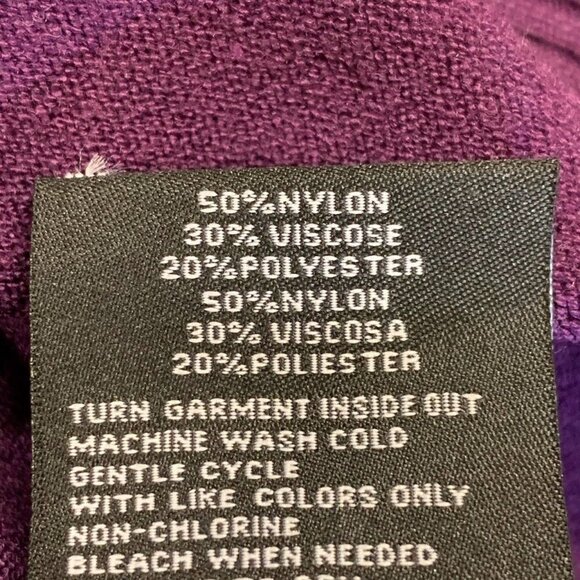 50%NYLON
30% VISCOSE
20%POLYESTER
50%NYLON
30% VISCOSA
20%POLIESTER
TURN GARMENT INSIDE OUT
MACHINE WASH COLD
GENTLE CYCLE
WITH LIKE COLORS ONLY
NON-CHLORINE
BLEACH WHEN NEEDED